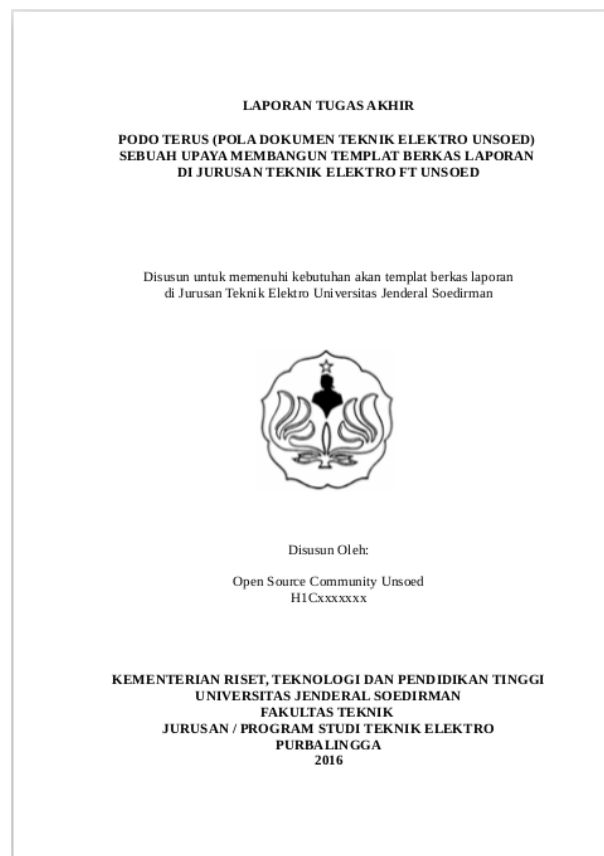 LAPORAN TUGAS AKHIR
PODO TERUS (POLA DOKUMEN TEKNIK ELEKTRO UNSOED)
SEBUAH UPAYA MEMBANGUN TEMPLAT BERKAS LAPORAN
DI JURUSAN TEKNIK ELEKTRO FT UNSOED
Disusun untuk memenuhi kebutuhan akan templat berkas laporan
di Jurusan Teknik Elektro Universitas Jenderal Soedirman
Disusun Oleh:
Open Source Community Unsoed
H1Cxxxxxxx
KEMENTERIAN RISET, TEKNOLOGI DAN PENDIDIKAN TINGGI
UNIVERSITAS JENDERAL SOEDIRMAN
FAKULTAS TEKNIK
JURUSAN / PROGRAM STUDI TEKNIK ELEKTRO
PURBALINGGA
2016